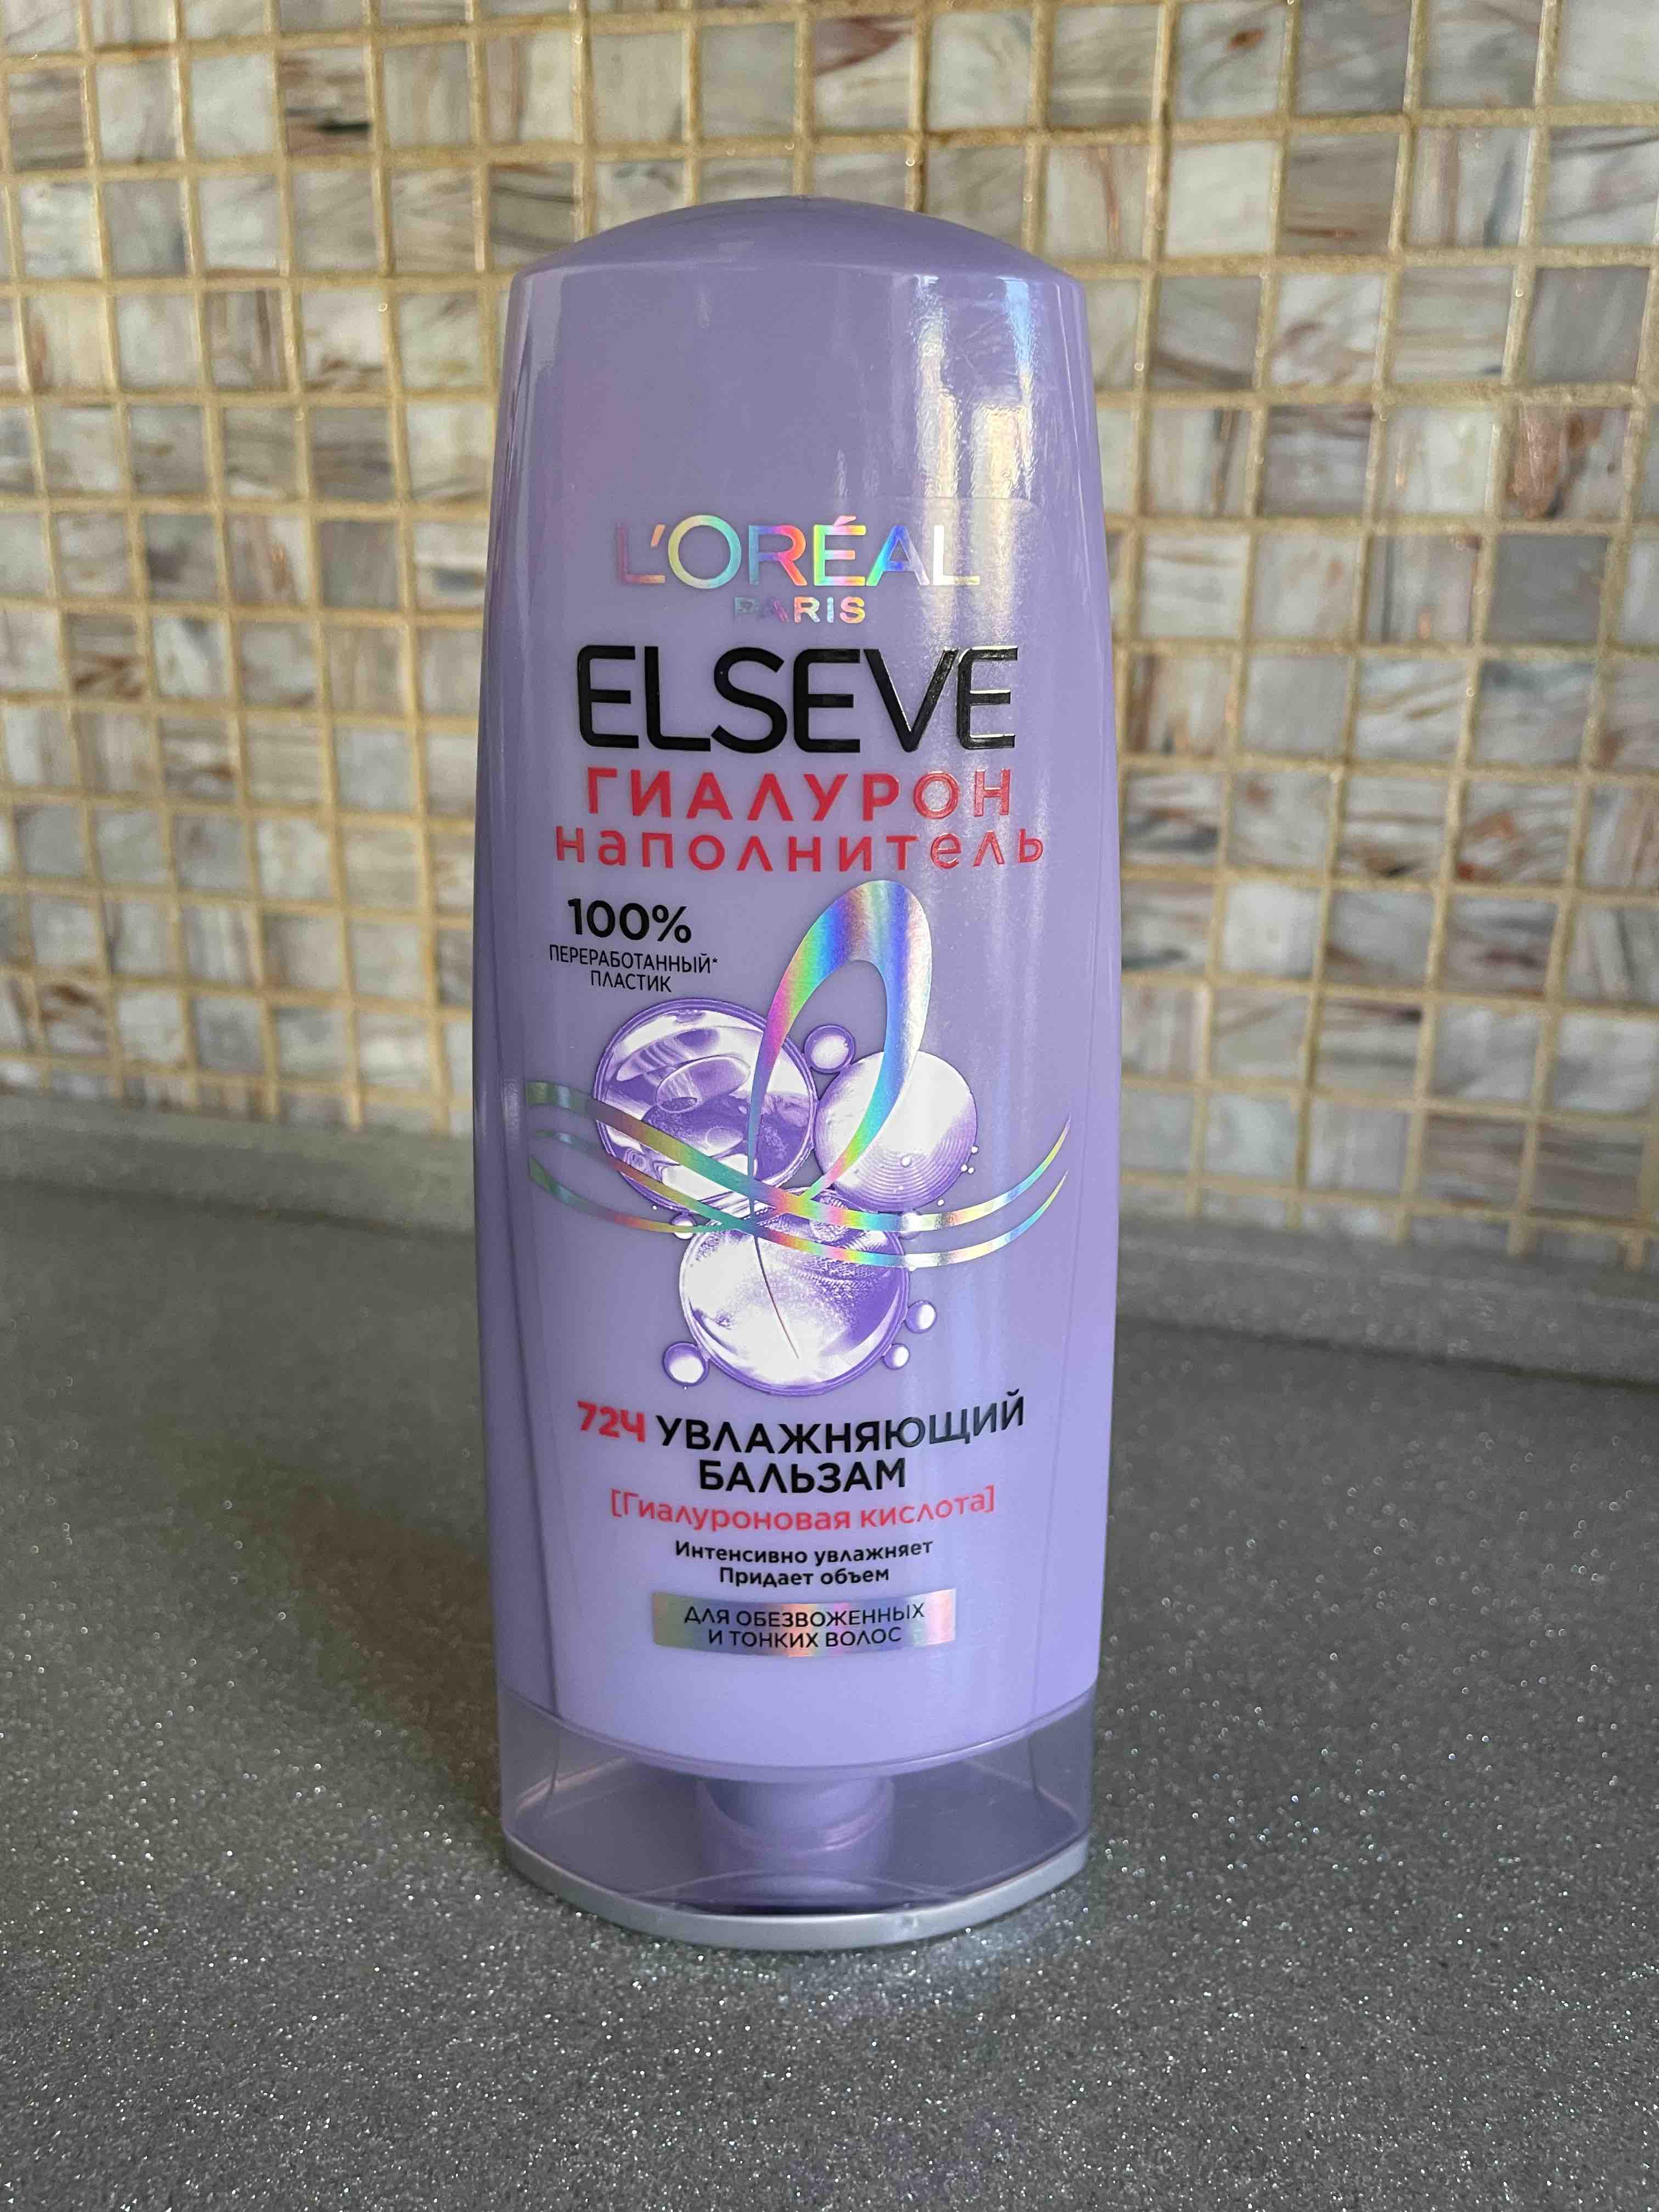 L'ORÉAL
PARIS
ELSEVE
ГИАЛУРОН
наполнитель
100%
ПЕРЕРАБОТАННЫЙ*
ПЛАСТИК
72Ч УВЛАЖНЯЮЩИЙ
БАЛЬЗАМ
[Гиалуроновая кислота]
Интенсивно увлажняет
Придает объем
ДЛЯ ОБЕЗВОЖЕННЫХ
И ТОНКИХ ВОЛОС